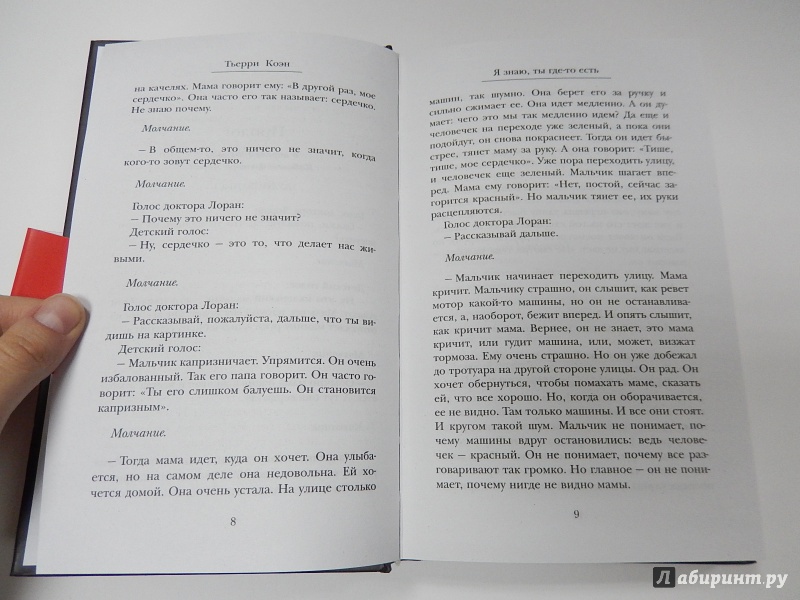 Тьерри Коэн
на качелях. Мама говорит ему: «В другой раз, мое
сердечко». Она часто его так называет: сердечко.
Не знаю почему.
Молчание.
— В общем-то, это ничего не значит, когда
кого-то зовут сердечко.
Молчание.
Голос доктора Лоран:
— Почему это ничего не значит?
Детский голос:
— Ну, сердечко — это то, что делает нас жи-
выми.
Молчание.
Голос доктора Лоран:
— Рассказывай, пожалуйста, дальше, что ты ви-
дишь на картинке.
Детский голос:
— Мальчик капризничает. Упрямится. Он очень
избалованный. Так его папа говорит. Он часто го-
ворит: «Ты его слишком балуешь. Он становится
капризным».
Молчание.
— Тогда мама идет, куда он хочет. Она улыба-
ется, но на самом деле она недовольна. Ей хо-
чется домой. Она очень устала. На улице столько
8
Я знаю, ты где-то есть
машин, так шумно. Она берет его за ручку и
сильно сжимает ее. Она идет медленно. А он ду-
мает: чего это мы так медленно идем? Да еще и
человечек на переходе уже зеленый, а пока они
подойдут, он снова покраснеет. Тогда он идет бы-
стрее, тянет маму за руку. А она говорит: «Тише,
тише, мое сердечко». Уже пора переходить улицу,
и человечек еще зеленый. Мальчик шагает впе-
ред. Мама ему говорит: «Нет, постой, сейчас за-
горится красный». Но мальчик тянет ее, их руки
расцепляются.
Голос доктора Лоран:
— Рассказывай дальше.
Молчание.
— Мальчик начинает переходить улицу. Мама
кричит. Мальчику страшно, он слышит, как ревет
мотор какой-то машины, но он не останавлива-
ется, а, наоборот, бежит вперед. И опять слышит,
как кричит мама. Вернее, он не знает, это мама
кричит, или гудит машина, или, может, визжат
тормоза. Ему очень страшно. Но он уже добежал
до тротуара на другой стороне улицы. Он рад. Он
хочет обернуться, чтобы помахать маме, сказать
ей, что все хорошо. Но, когда он оборачивается,
ее не видно. Там только машины. И все они стоят.
И кругом такой шум. Мальчик не понимает, по-
чему машины вдруг остановились: ведь челове-
чек — красный. Он не понимает, почему все раз-
говаривают так громко. Но главное — он не пони-
мает, почему нигде не видно мамы.
9
Лабиринт.ру